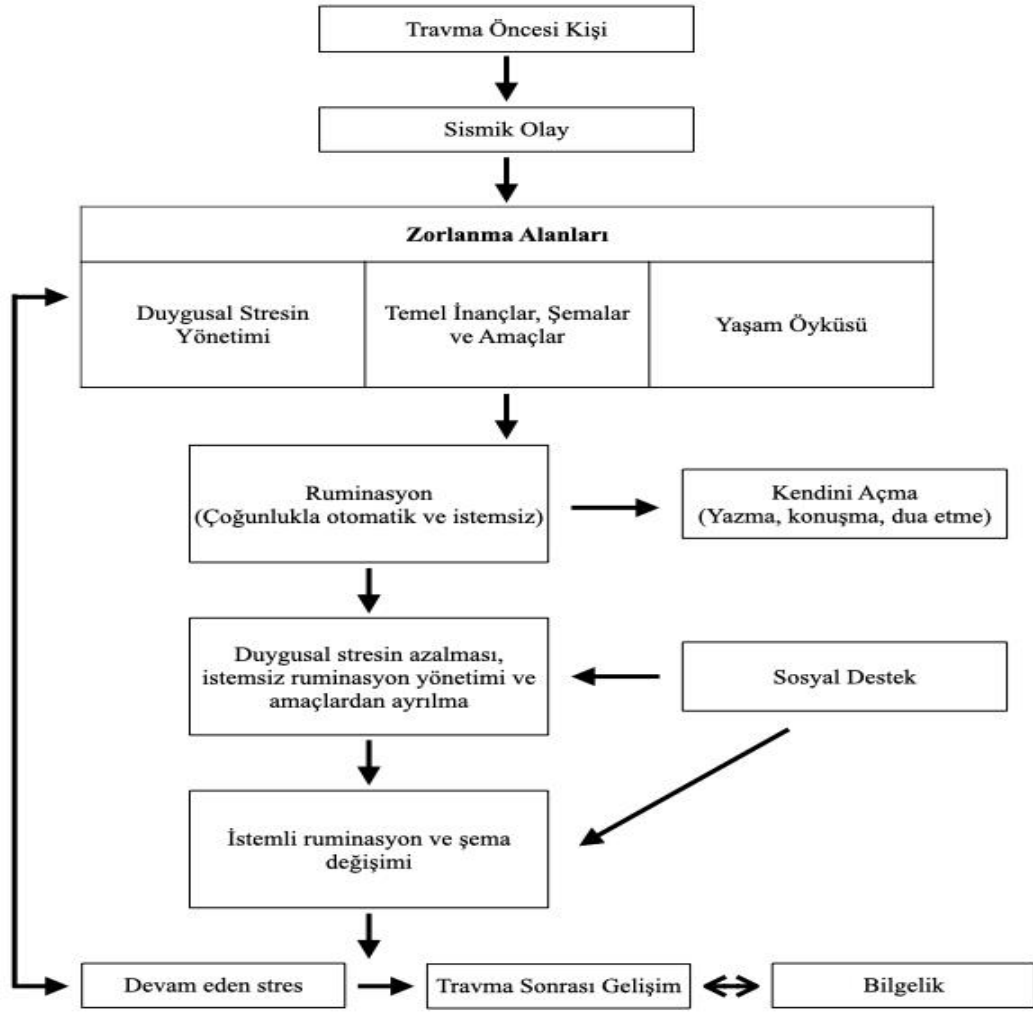 Travma Öncesi Kişi
Sismik Olay
Zorlanma Alanları
Duygusal Stresin
Yönetimi
Temel İnançlar, Şemalar
ve Amaçlar
Yaşam Öyküsü
Ruminasyon
(Çoğunlukla otomatik ve istemsiz)
Kendini Açma
(Yazma, konuşma, dua etme)
Duygusal stresin azalması,
istemsiz ruminasyon yönetimi ve
amaçlardan ayrılma
Sosyal Destek
İstemli ruminasyon ve şema
değişimi
Devam eden stres
Travma Sonrası Gelişim
Bilgelik